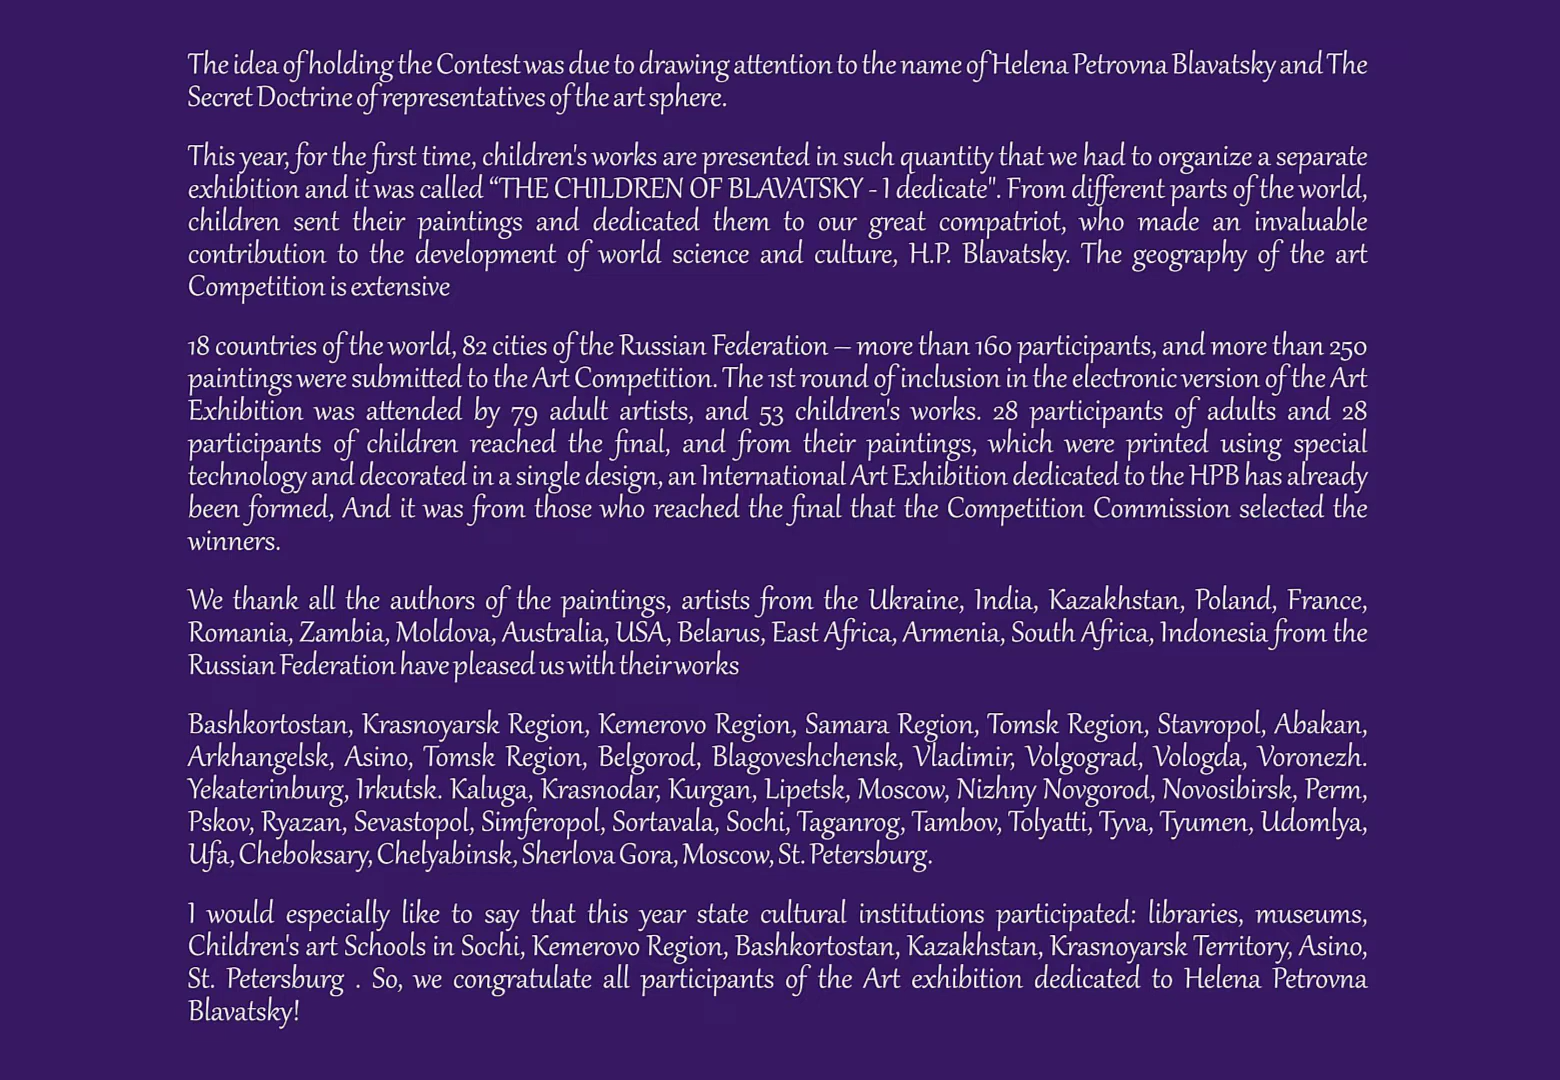 The idea of holding the Contest was due to drawing attention to the name of Helena Petrovna Blavatsky and The
Secret Doctrine of representatives of the art sphere.
This year, for the first time, children's works are presented in such quantity that we had to organize a separate
exhibition and it was called “THE CHILDREN OF BLAVATSKY - I dedicate". From different parts of the world,
children sent their paintings and dedicated them to our great compatriot, who made an invaluable
contribution to the development of world science and culture, H.P. Blavatsky. The geography of the art
Competition is extensive
18 countries of the world, 82 cities of the Russian Federation – more than 160 participants, and more than 250
paintings were submitted to the Art Competition. The 1st round of inclusion in the electronic version of the Art
Exhibition was attended by 79 adult artists, and 53 children's works. 28 participants of adults and 28
participants of children reached the final, and from their paintings, which were printed using special
technology and decorated in a single design, an International Art Exhibition dedicated to the HPB has already
been formed, And it was from those who reached the final that the Competition Commission selected the
winners.
We thank all the authors of the paintings, artists from the Ukraine, India, Kazakhstan, Poland, France,
Romania, Zambia, Moldova, Australia, USA, Belarus, East Africa, Armenia, South Africa, Indonesia from the
Russian Federation have pleased us with their works
Bashkortostan, Krasnoyarsk Region, Kemerovo Region, Samara Region, Tomsk Region, Stavropol, Abakan,
Arkhangelsk, Asino, Tomsk Region, Belgorod, Blagoveshchensk, Vladimir, Volgograd, Vologda, Voronezh.
Yekaterinburg, Irkutsk. Kaluga, Krasnodar, Kurgan, Lipetsk, Moscow, Nizhny Novgorod, Novosibirsk, Perm,
Pskov, Ryazan, Sevastopol, Simferopol, Sortavala, Sochi, Taganrog, Tambov, Tolyatti, Tyva, Tyumen, Udomlya,
Ufa, Cheboksary, Chelyabinsk, Sherlova Gora, Moscow, St. Petersburg.
I would especially like to say that this year state cultural institutions participated: libraries, museums,
Children's art Schools in Sochi, Kemerovo Region, Bashkortostan, Kazakhstan, Krasnoyarsk Territory, Asino,
St. Petersburg . So, we congratulate all participants of the Art exhibition dedicated to Helena Petrovna
Blavatsky!